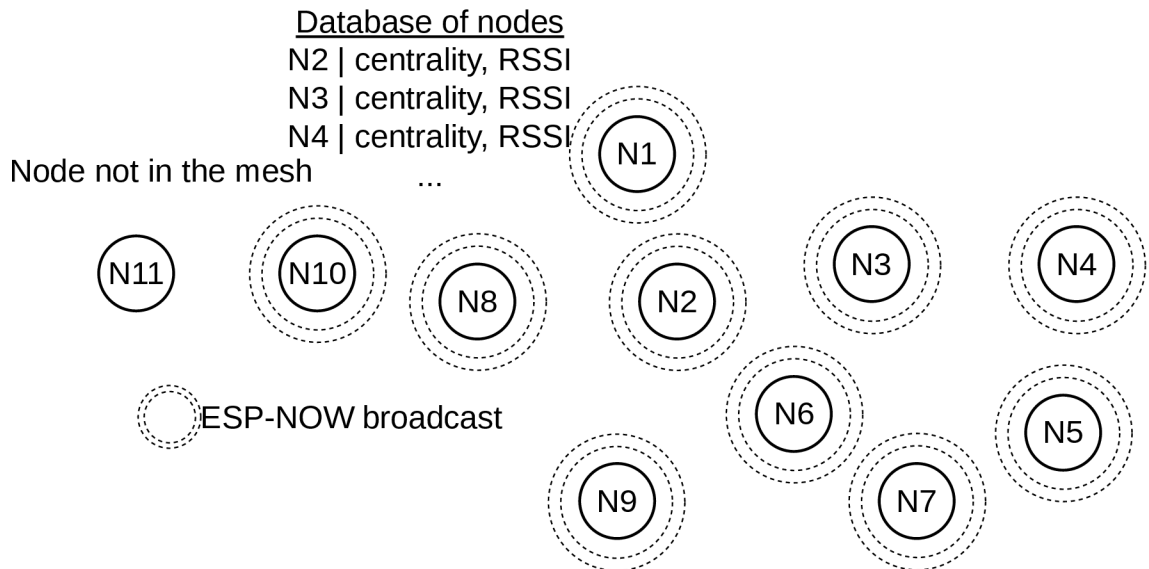 Database of nodes
N2 | centrality, RSSI
N3 | centrality, RSSI
N4 | centrality, RSSI
...
Node not in the mesh
N1
N11
N10
N8
N2
N3
N4
ESP-NOW broadcast
N6
N5
N9
N7